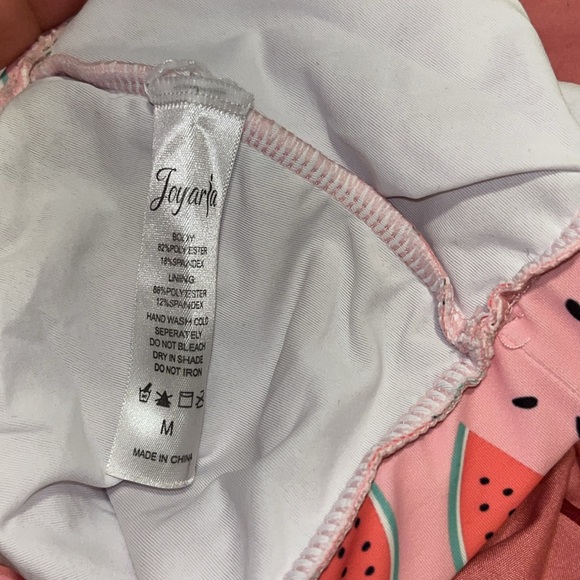 Joyaria
BODY:
82%POLYESTER
18%SPANDEX
LINING:
88%POLYESTER
12%SPANDEX
HAND WASH COLD
SEPERATELY
DO NOT BLEACH
DRY IN SHADE
DO NOT IRON
M
MADE IN CHINA